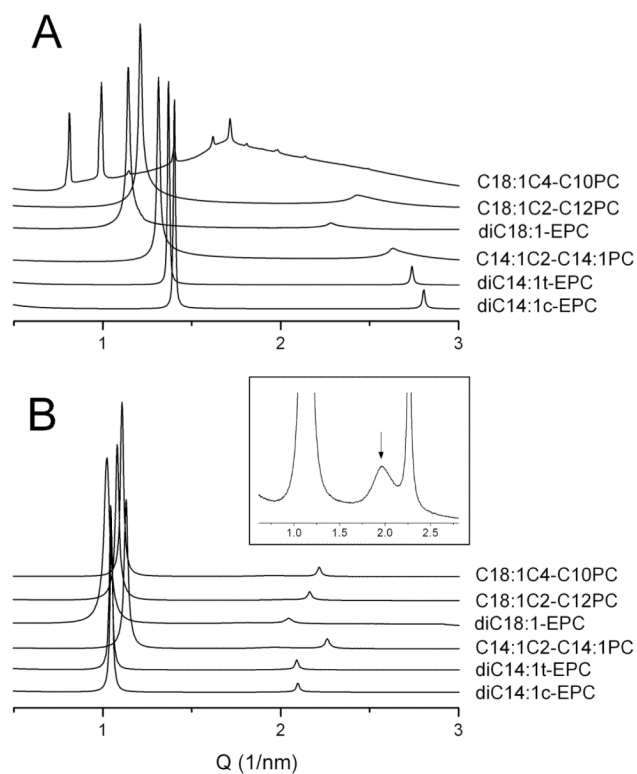 A
C18:1C4-C10PC
C18:1C2-C12PC
diC18:1-EPC
C14:1C2-C14:1PC
diC14:1t-EPC
diC14:1c-EPC
1 2 3
B
1.0 1.5 2.0 2.5
C18:1C4-C10PC
C18:1C2-C12PC
diC18:1-EPC
C14:1C2-C14:1PC
diC14:1t-EPC
diC14:1c-EPC
1 2 3
Q (1/nm)